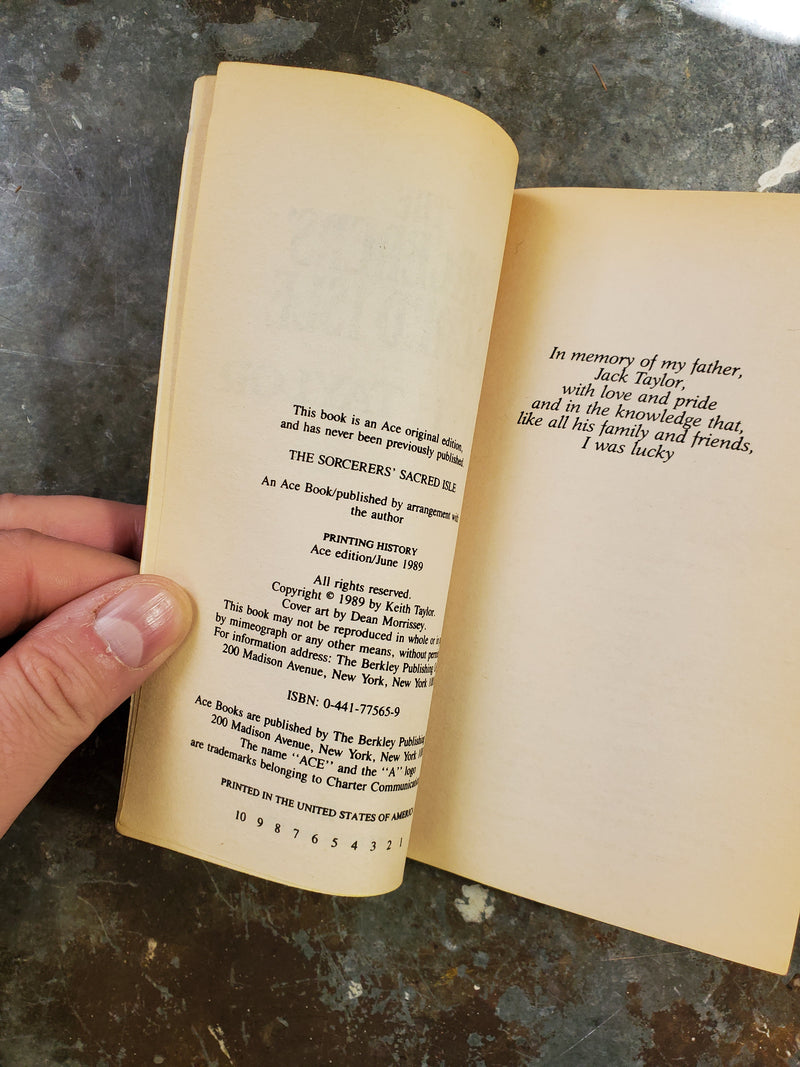 This book is an Ace original edition,
and has never been previously published.
THE SORCERERS' SACRED ISLE
An Ace Book/published by arrangement with
the author
PRINTING HISTORY
Ace edition/June 1989
All rights reserved.
Copyright © 1989 by Keith Taylor.
Cover art by Dean Morrissey.
This book may not be reproduced in whole or
by mimeograph or any other means, without
For information address: The Berkley Publishing
200 Madison Avenue, New York, New York
ISBN: 0-441-77565-9
Ace Books are published by The Berkley Publishing
200 Madison Avenue, New York, New York
The name "ACE" and the "A" logo
are trademarks belonging to Charter
PRINTED IN THE UNITED STATES OF AMERICA
10 9 8 7 6 5 4 3 2 1
In memory of my father,
Jack Taylor,
with love and pride
and in the knowledge that,
like all his family and friends,
I was lucky